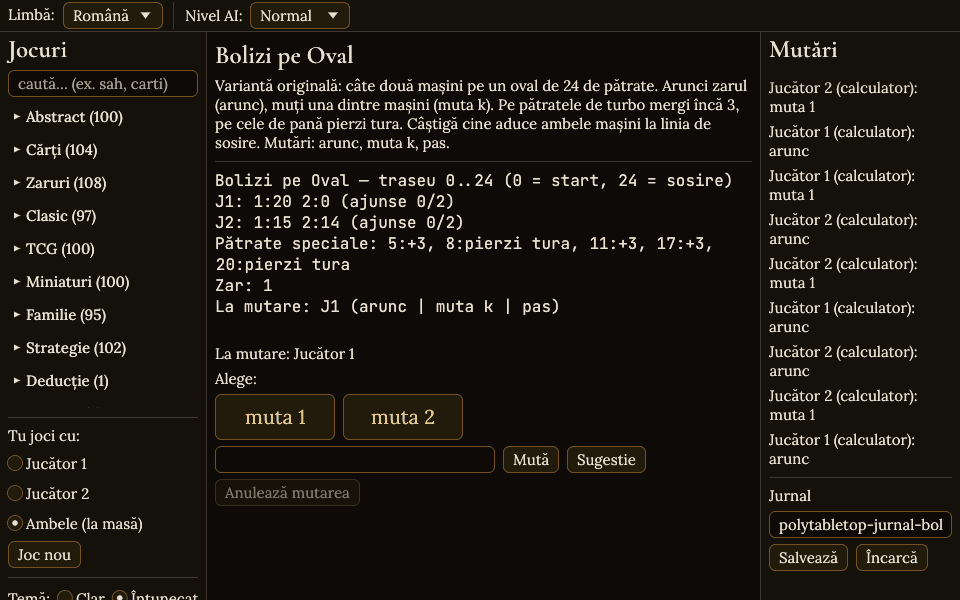 Limbă: Română ▼ Nivel AI: Normal ▼
Jocuri
caută... (ex. sah, carti)
▸ Abstract (100)
▸ Cărți (104)
▸ Zaruri (108)
▸ Clasic (97)
▸ TCG (100)
▸ Miniaturi (100)
▸ Familie (95)
▸ Strategie (102)
▸ Deducție (1)
Tu joci cu:
Jucător 1
Jucător 2
Ambele (la masă)
Joc nou
Temă: Clar Întunecat
Bolizi pe Oval
Variantă originală: câte două mașini pe un oval de 24 de pătrate. Arunci zarul
(arunc), muți una dintre mașini (muta k). Pe pătratele de turbo mergi încă 3,
pe cele de pană pierzi tura. Câștigă cine aduce ambele mașini la linia de
sosire. Mutări: arunc, muta k, pas.
Bolizi pe Oval — traseu 0..24 (0 = start, 24 = sosire)
J1: 1:20 2:0 (ajunse 0/2)
J2: 1:15 2:14 (ajunse 0/2)
Pătrate speciale: 5:+3, 8:pierzi tura, 11:+3, 17:+3,
20:pierzi tura
Zar: 1
La mutare: J1 (arunc | muta k | pas)
La mutare: Jucător 1
Alege:
muta 1 muta 2
Mută Sugestie
Anulează mutarea
Mutări
Jucător 2 (calculator):
muta 1
Jucător 1 (calculator):
arunc
Jucător 1 (calculator):
muta 1
Jucător 2 (calculator):
arunc
Jucător 2 (calculator):
muta 1
Jucător 1 (calculator):
arunc
Jucător 2 (calculator):
arunc
Jucător 2 (calculator):
muta 1
Jucător 1 (calculator):
arunc
Jurnal
polytabletop-jurnal-bol
Salvează Încarcă